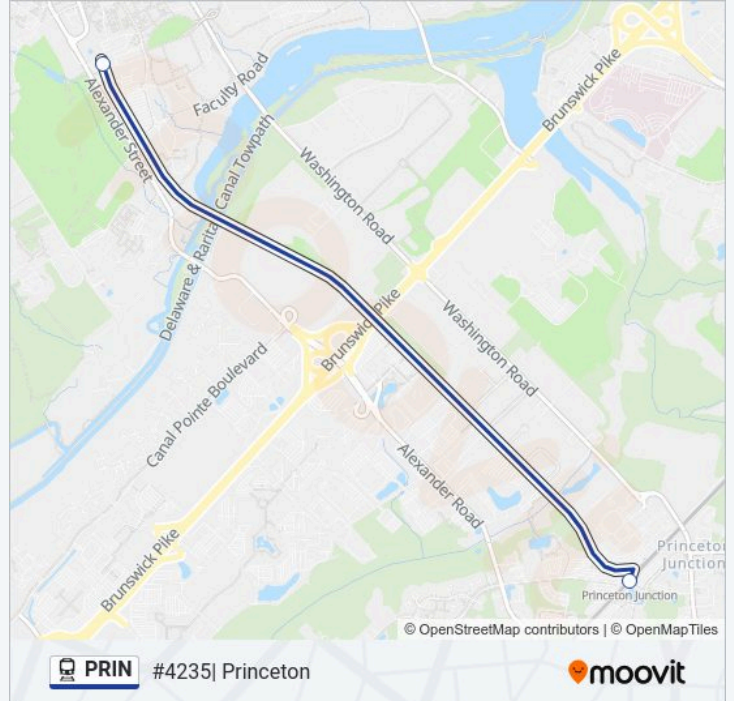 Faculty Road
Alexander Street
Brunswick Pike
Delaware & Raritan Canal Towpath
Washington Road
Brunswick Pike
Washington Road
Canal Pointe Boulevard
Alexander Road
Brunswick Pike
Princeton
Junction
Princeton Junction
© OpenStreetMap contributors | © OpenMapTiles
PRIN #4235| Princeton
moovit